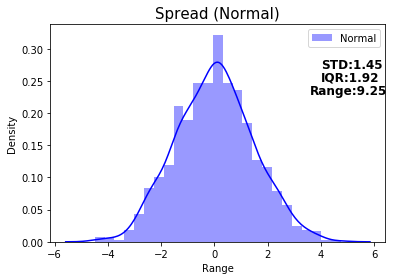 Spread (Normal)
Normal
STD:1.45
IQR:1.92
Range:9.25
Density
0.30
0.25
0.20
0.15
0.10
0.05
0.00
−6
−4
−2
0
2
4
6
Range